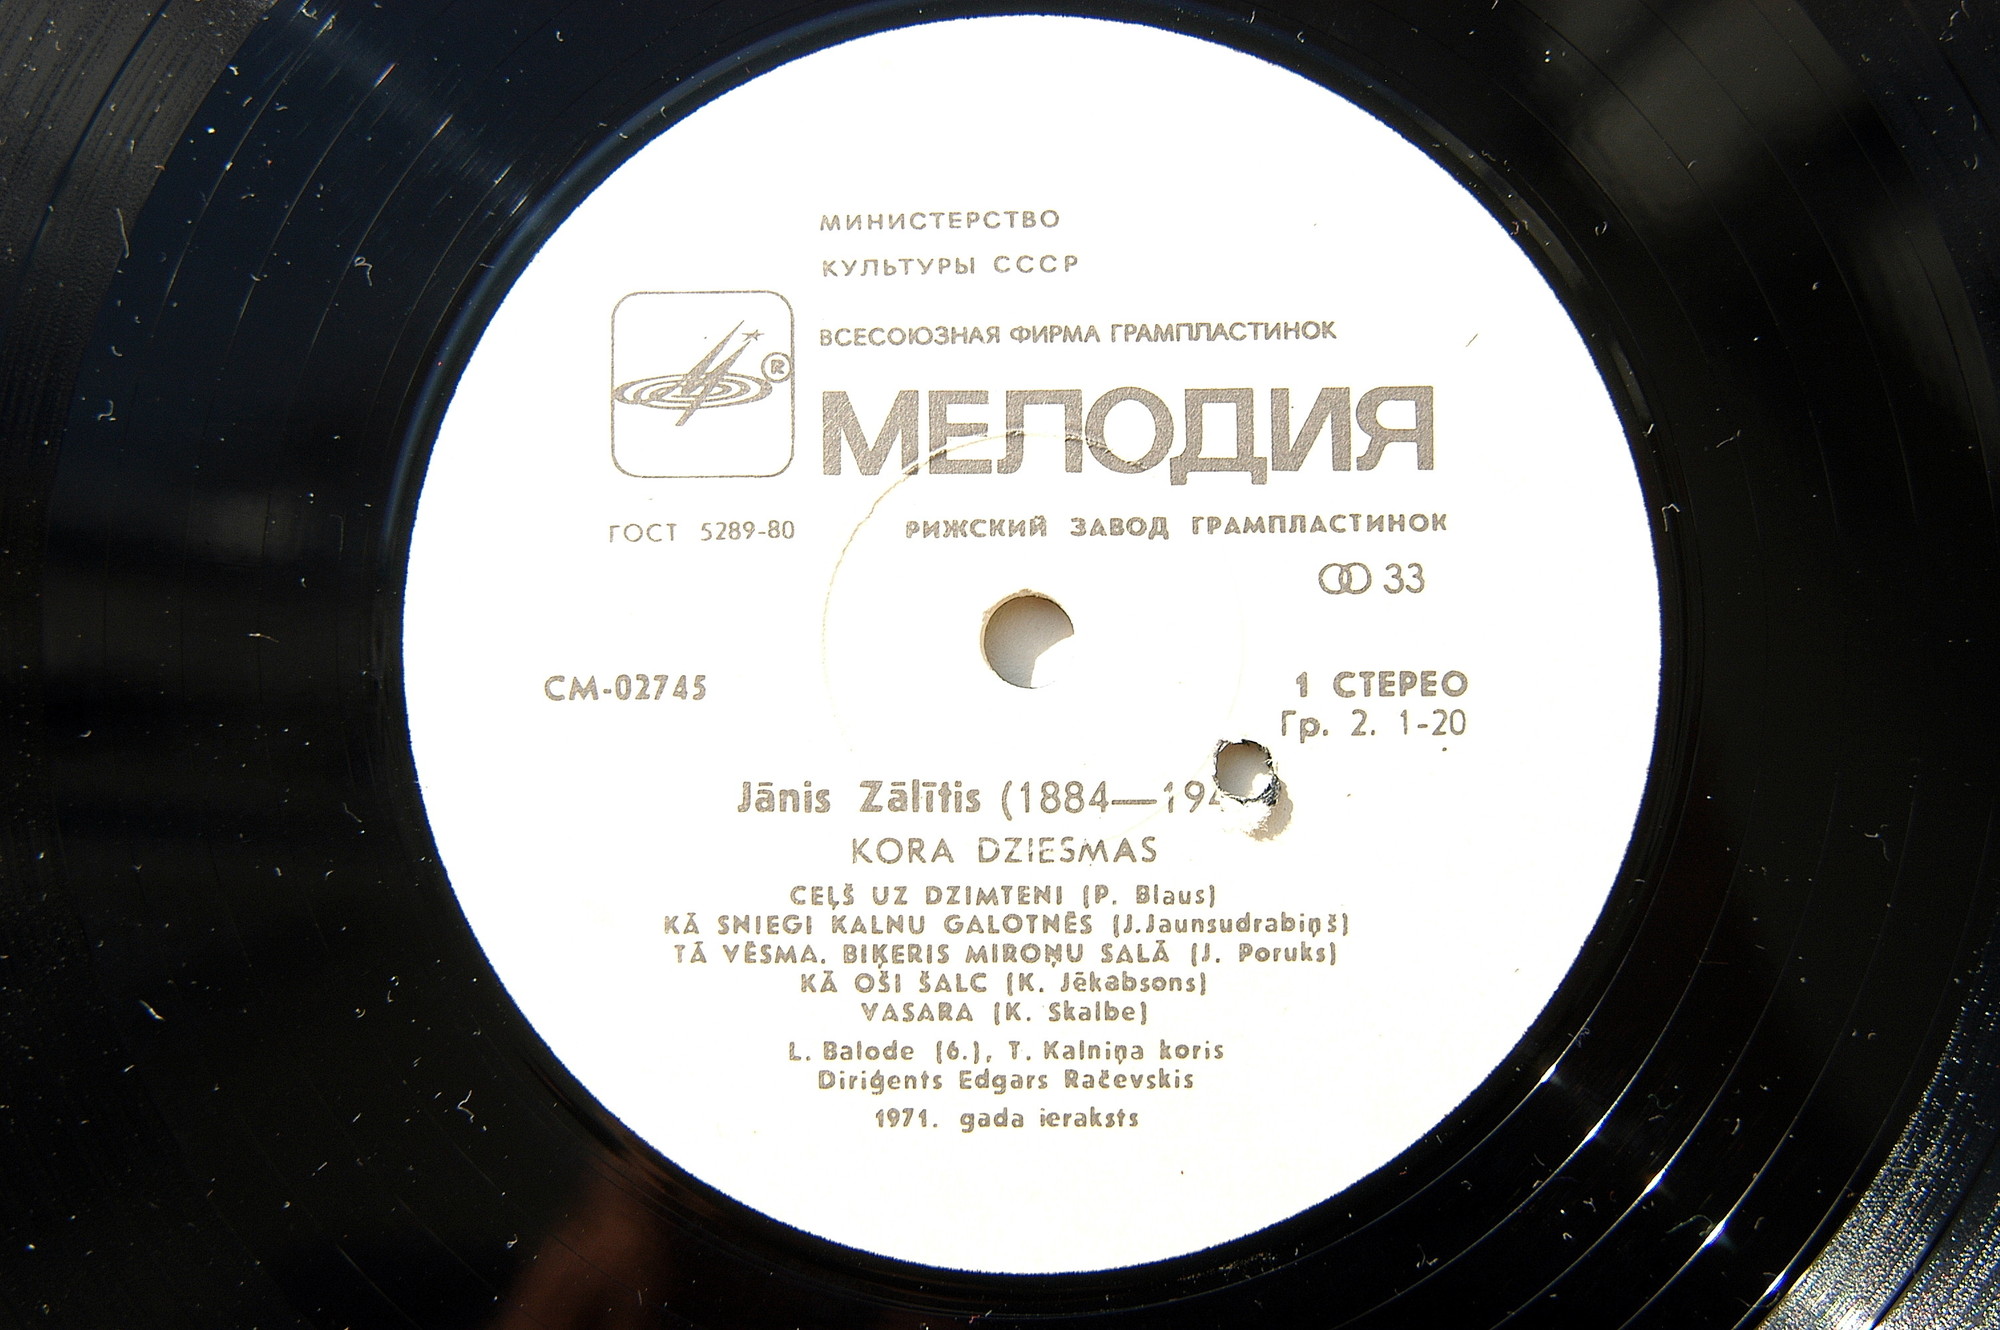 МИНИСТЕРСТВО
КУЛЬТУРЫ СССР
ВСЕСОЮЗНАЯ ФИРМА ГРАМПЛАСТИНОК
®
МЕЛОДИЯ
ГОСТ 5289-80
РИЖСКИЙ ЗАВОД ГРАМПЛАСТИНОК
33
СМ-02745
1 СТЕРЕО
Гр. 2. 1-20
Jānis Zālītis (1884—194
KORA DZIESMAS
CEĻŠ UZ DZIMTENI (P. Blaus)
KĀ SNIEGI KALNU GALOTNĒS (J.Jaunsudrabiņš)
TĀ VĒSMA. BIĶERIS MIROŅU SALĀ (J. Poruks)
KĀ OŠI ŠALC (K. Jēkabsons)
VASARA (K. Skalbe)
L. Balode (6.), T. Kalniņa koris
Diriģents Edgars Račevskis
1971. gada ieraksts